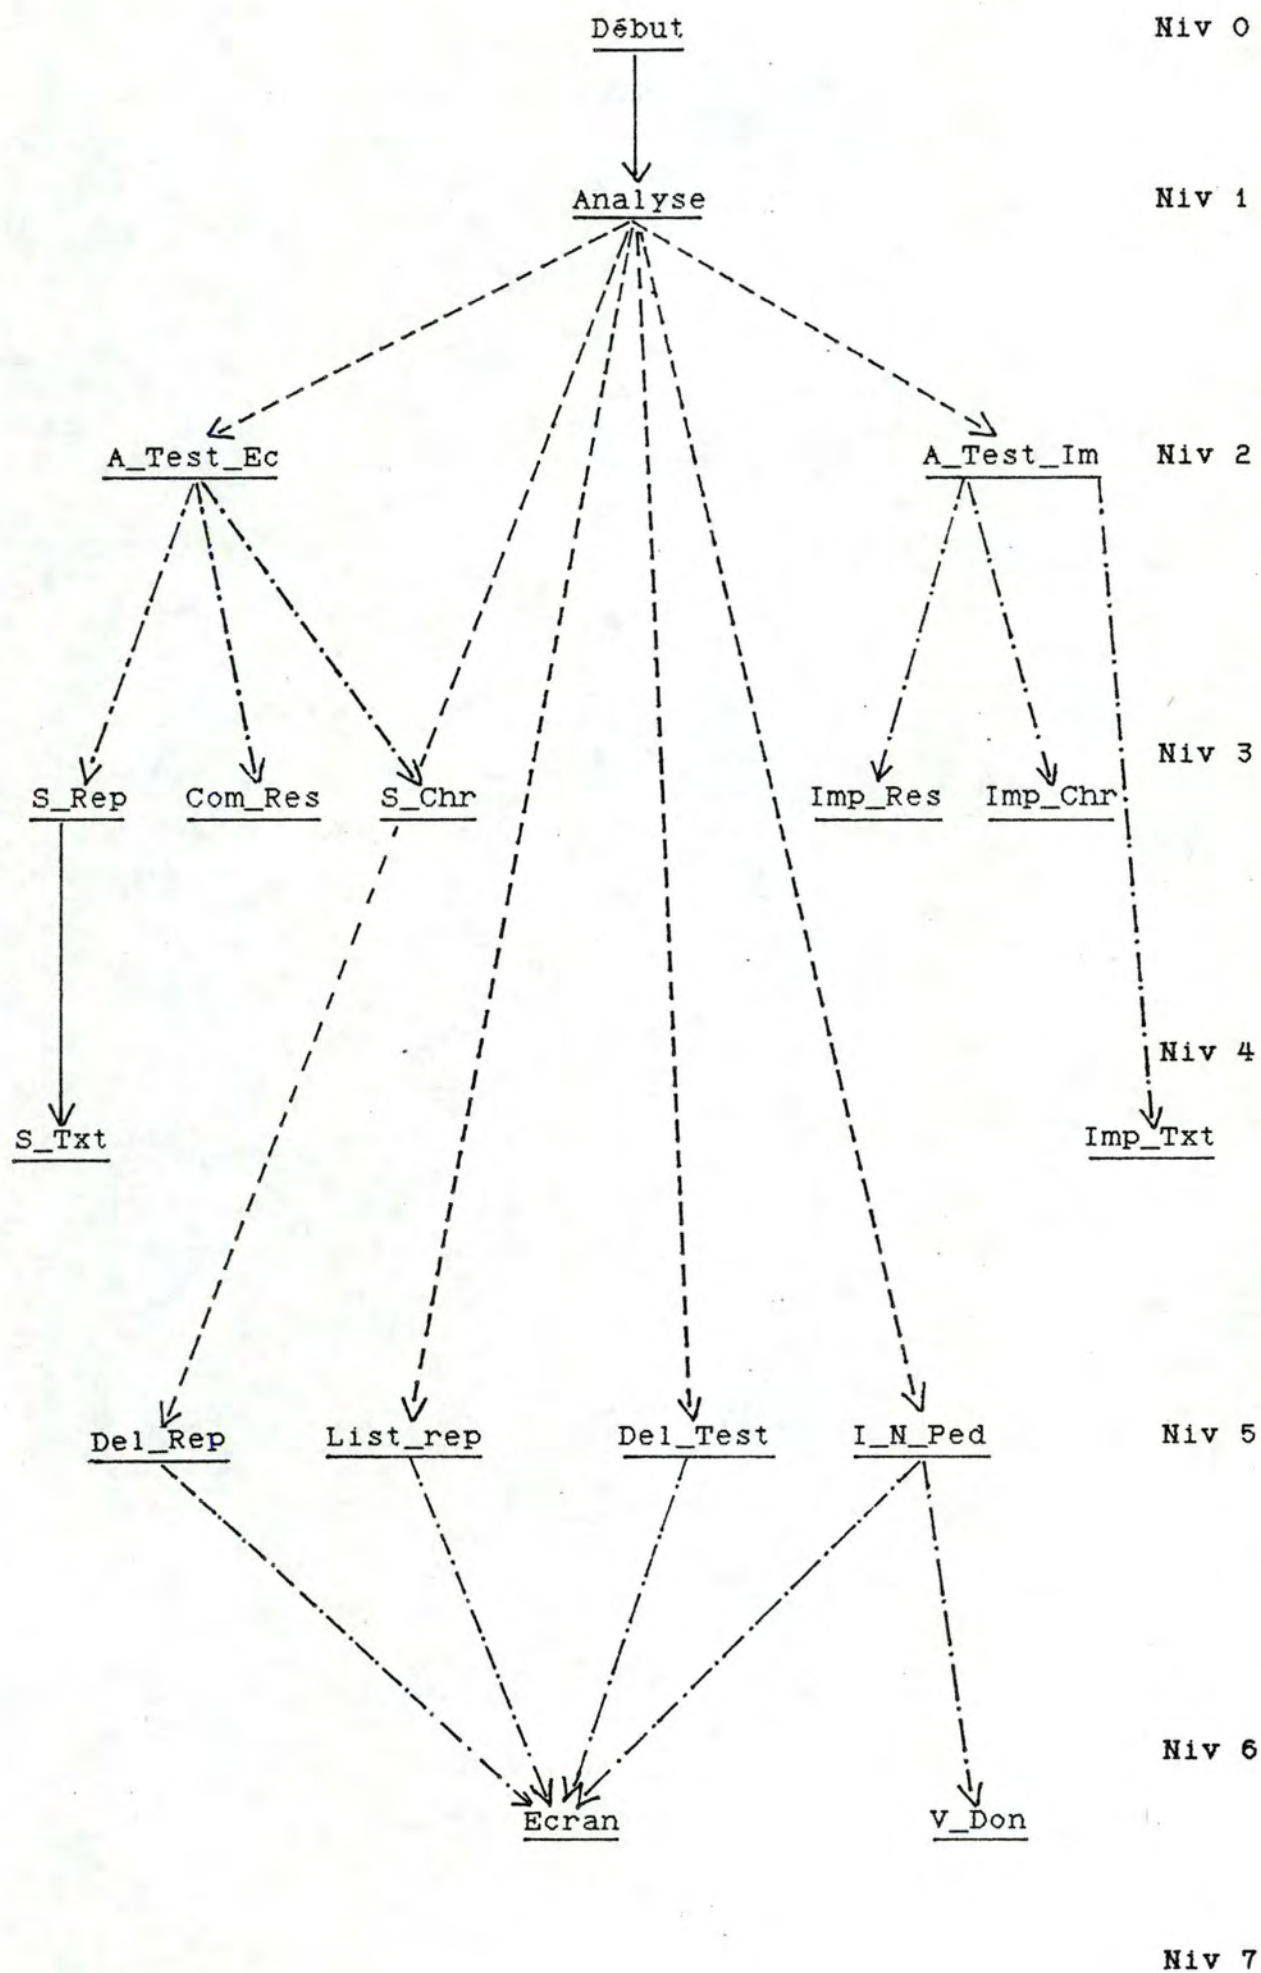 Début Niv 0
Analyse Niv 1
A_Test_Ec A_Test_Im Niv 2
Niv 3
S_Rep Com_Res S_Chr Imp_Res Imp_Chr
Niv 4
S_Txt Imp_Txt
Del_Rep List_rep Del_Test I_N_Ped Niv 5
Niv 6
Ecran V_Don
Niv 7